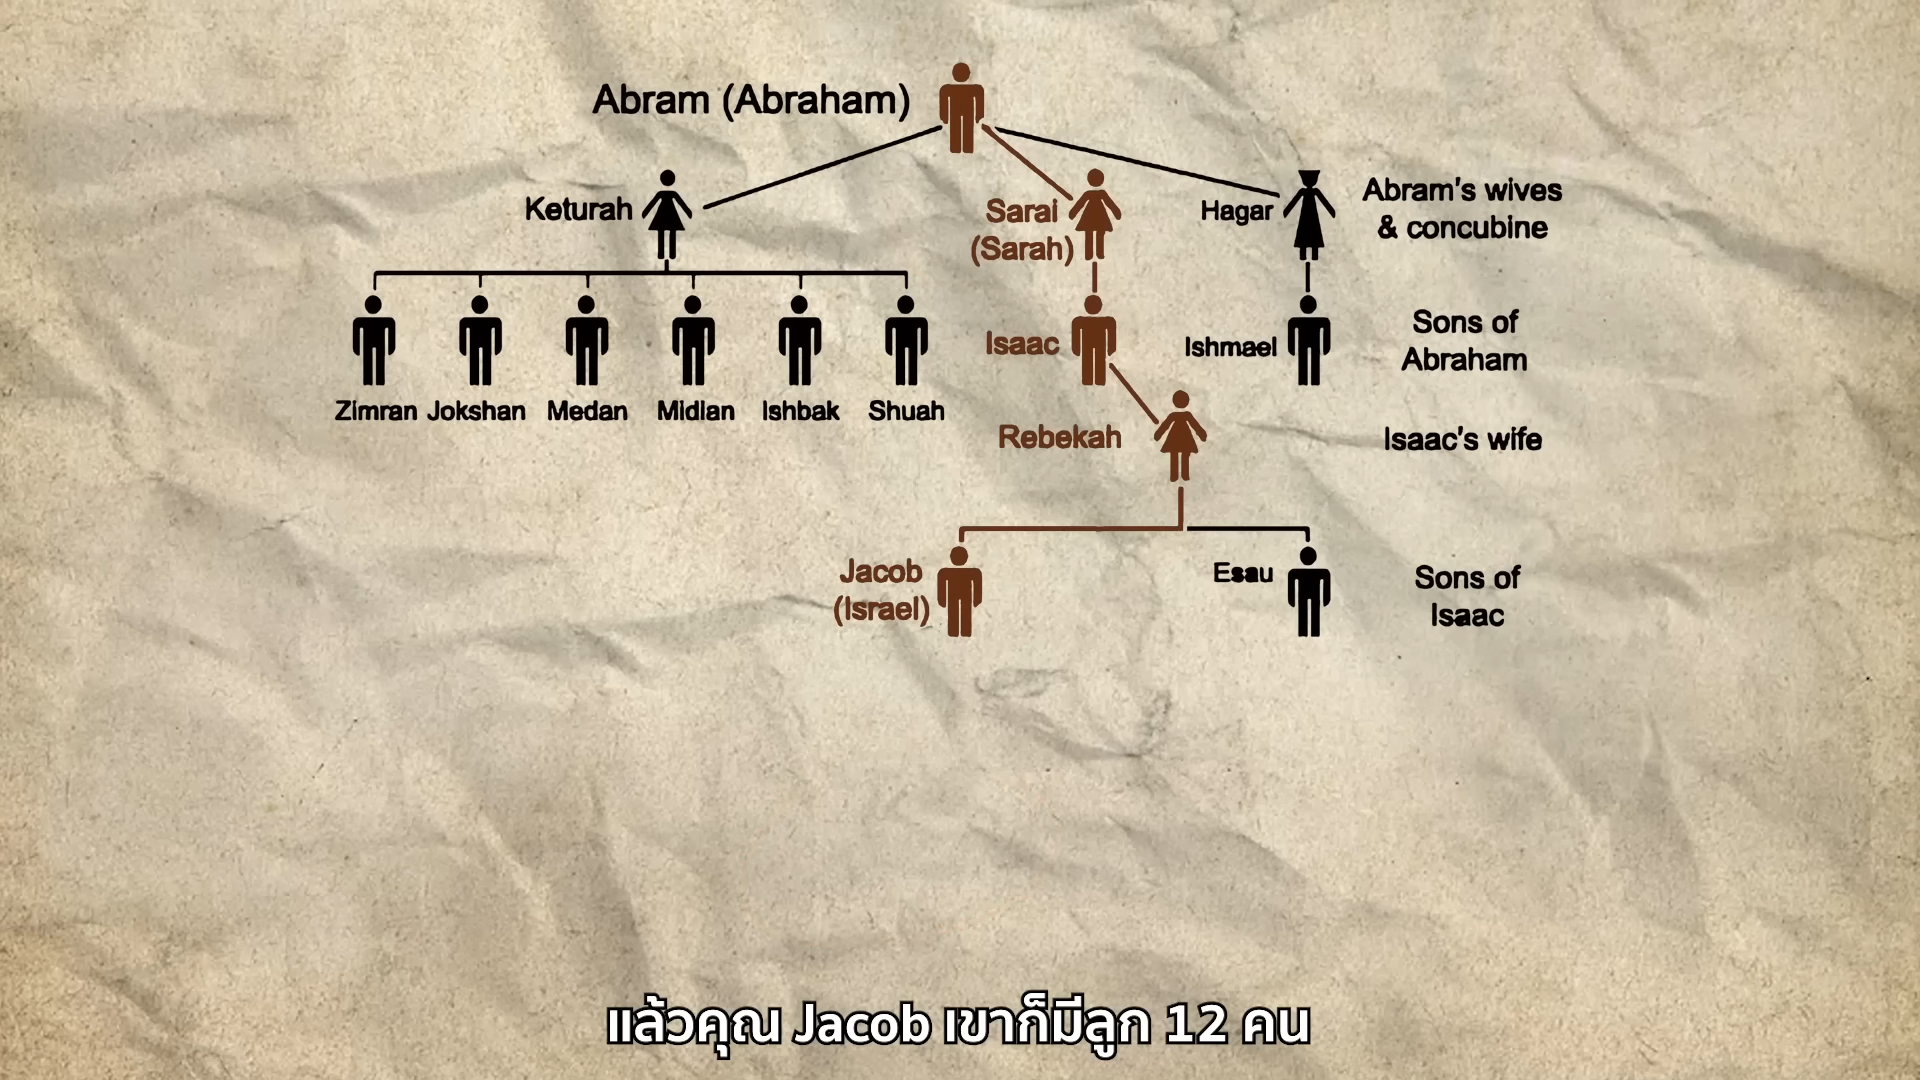 Abram (Abraham)
Keturah
Sarai
(Sarah)
Hagar
Abram's wives
& concubine
Isaac
Ishmael
Sons of
Abraham
Zimran Jokshan Medan Midian Ishbak Shuah
Rebekah
Isaac's wife
Jacob
(Israel)
Esau
Sons of
Isaac
แล้วคุณ Jacob เขาก็มีลูก 12 คน